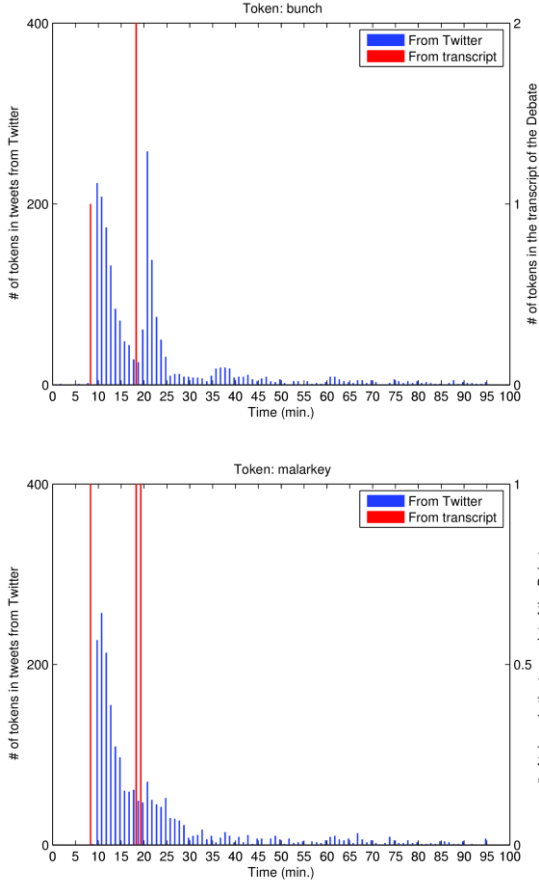 Token: bunch
400
200
0
# of tokens in tweets from Twitter
From Twitter
From transcript
2
1
0
# of tokens in the transcript of the Debate
0 5 10 15 20 25 30 35 40 45 50 55 60 65 70 75 80 85 90 95 100
Time (min.)
Token: malarkey
400
200
0
# of tokens in tweets from Twitter
From Twitter
From transcript
1
0.5
0
0 5 10 15 20 25 30 35 40 45 50 55 60 65 70 75 80 85 90 95 100
Time (min.)